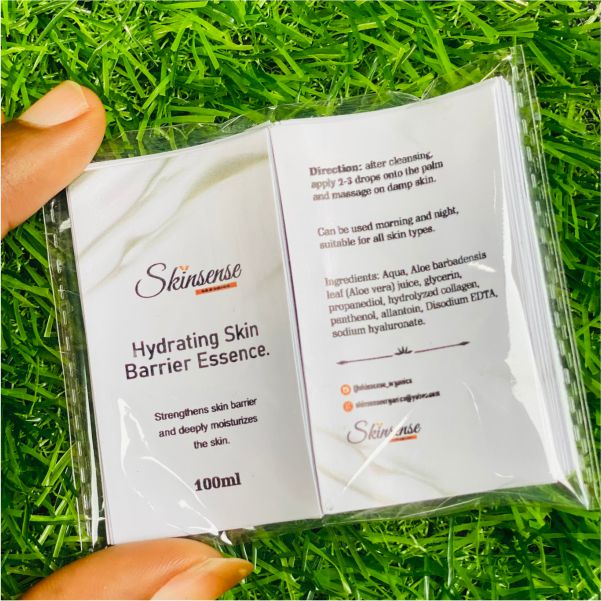 Skinsense
Hydrating Skin
Barrier Essence.
Strengthens skin barrier
and deeply moisturizes
the skin.
100ml
Direction: after cleansing,
apply 2-3 drops onto the palm
and massage on damp skin.
Can be used morning and night,
suitable for all skin types.
Ingredients: Aqua, Aloe barbadensis
leaf (Aloe vera) juice, glycerin,
propanediol, hydrolyzed collagen,
panthenol, allantoin, Disodium EDTA,
sodium hyaluronate.
@skinsense_organics
Skinsense